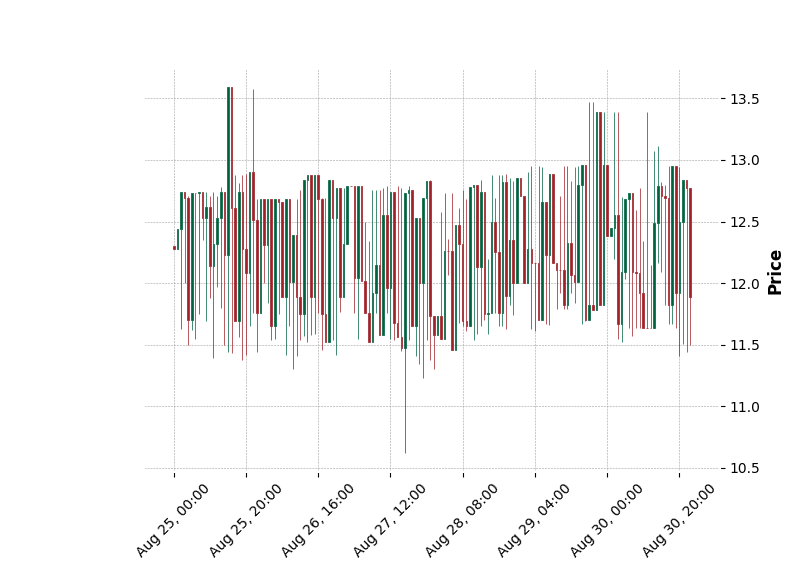 13.5
13.0
12.5
12.0
11.5
11.0
10.5
Price
Aug 25, 00:00
Aug 25, 20:00
Aug 26, 16:00
Aug 27, 12:00
Aug 28, 08:00
Aug 29, 04:00
Aug 30, 00:00
Aug 30, 20:00